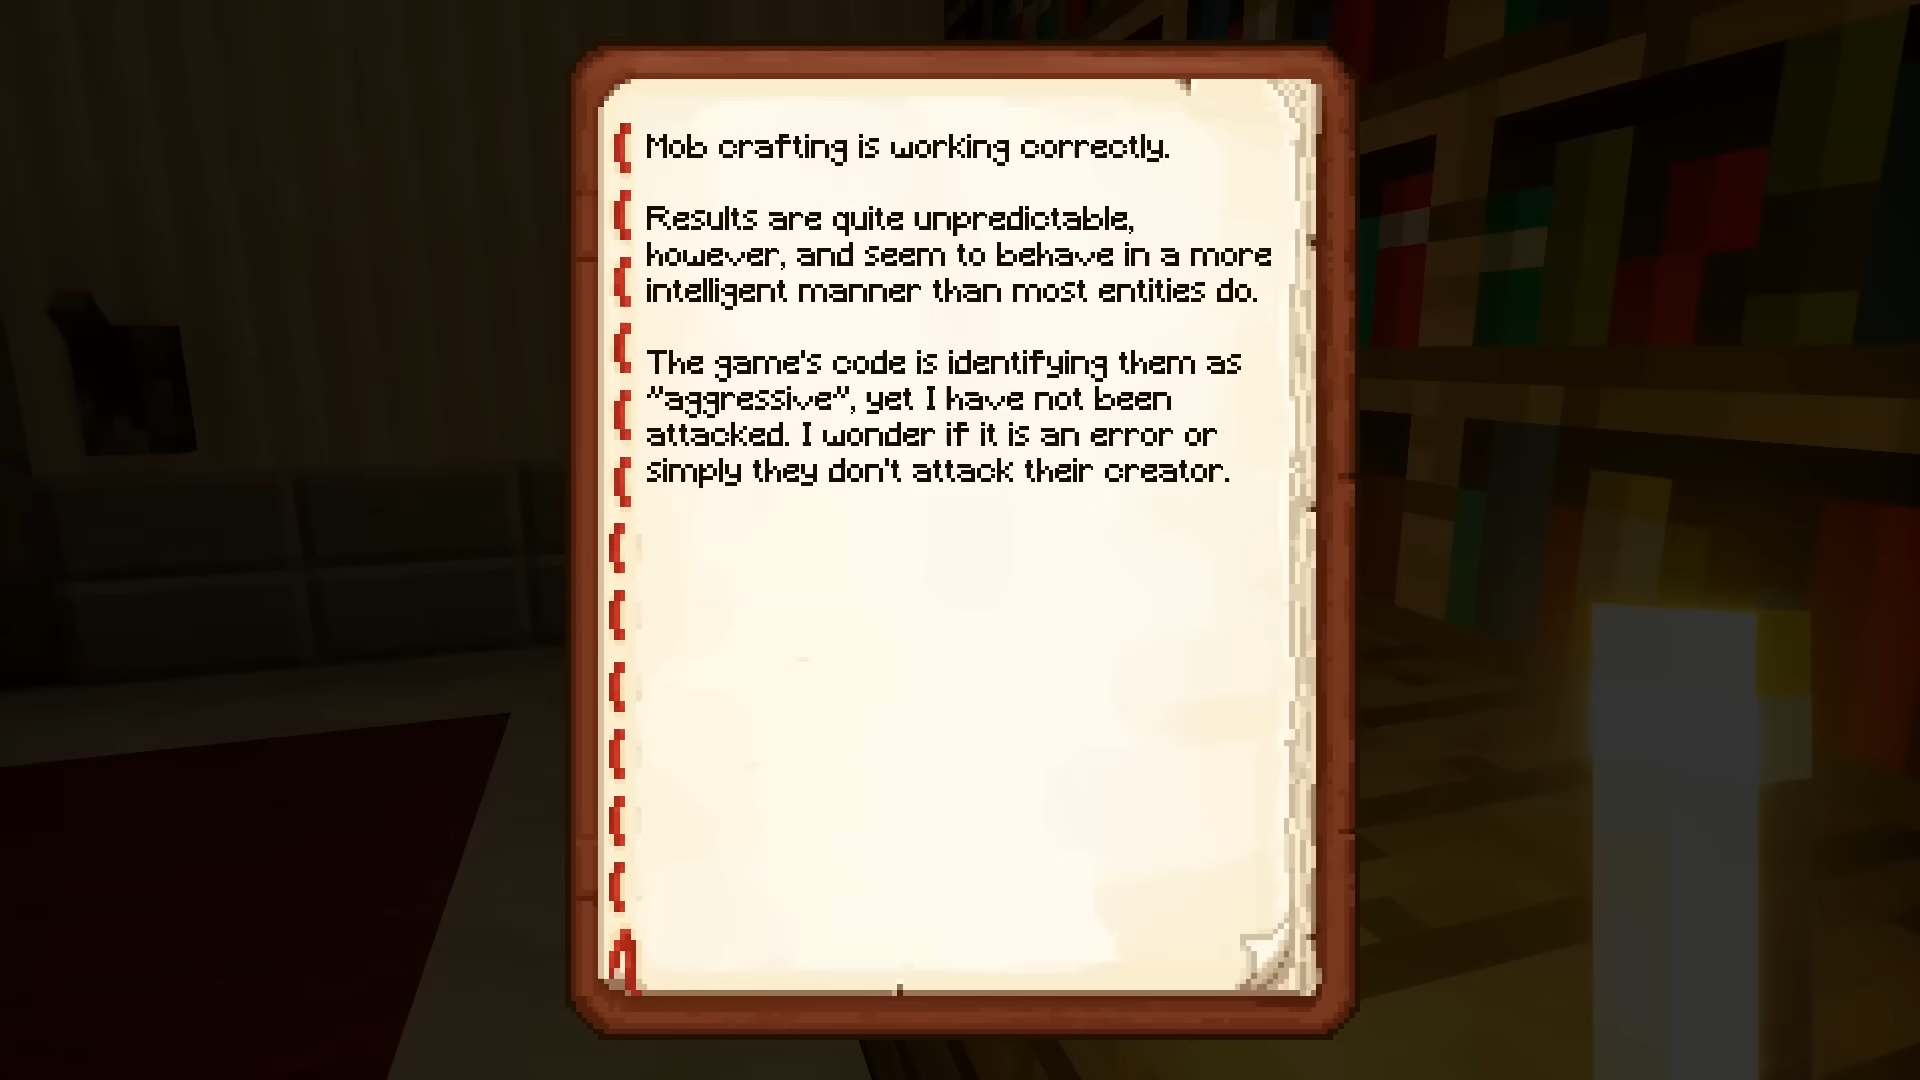 Mob crafting is working correctly.
Results are quite unpredictable,
however, and seem to behave in a more
intelligent manner than most entities do.
The game's code is identifying them as
"aggressive", yet I have not been
attacked. I wonder if it is an error or
simply they don't attack their creator.